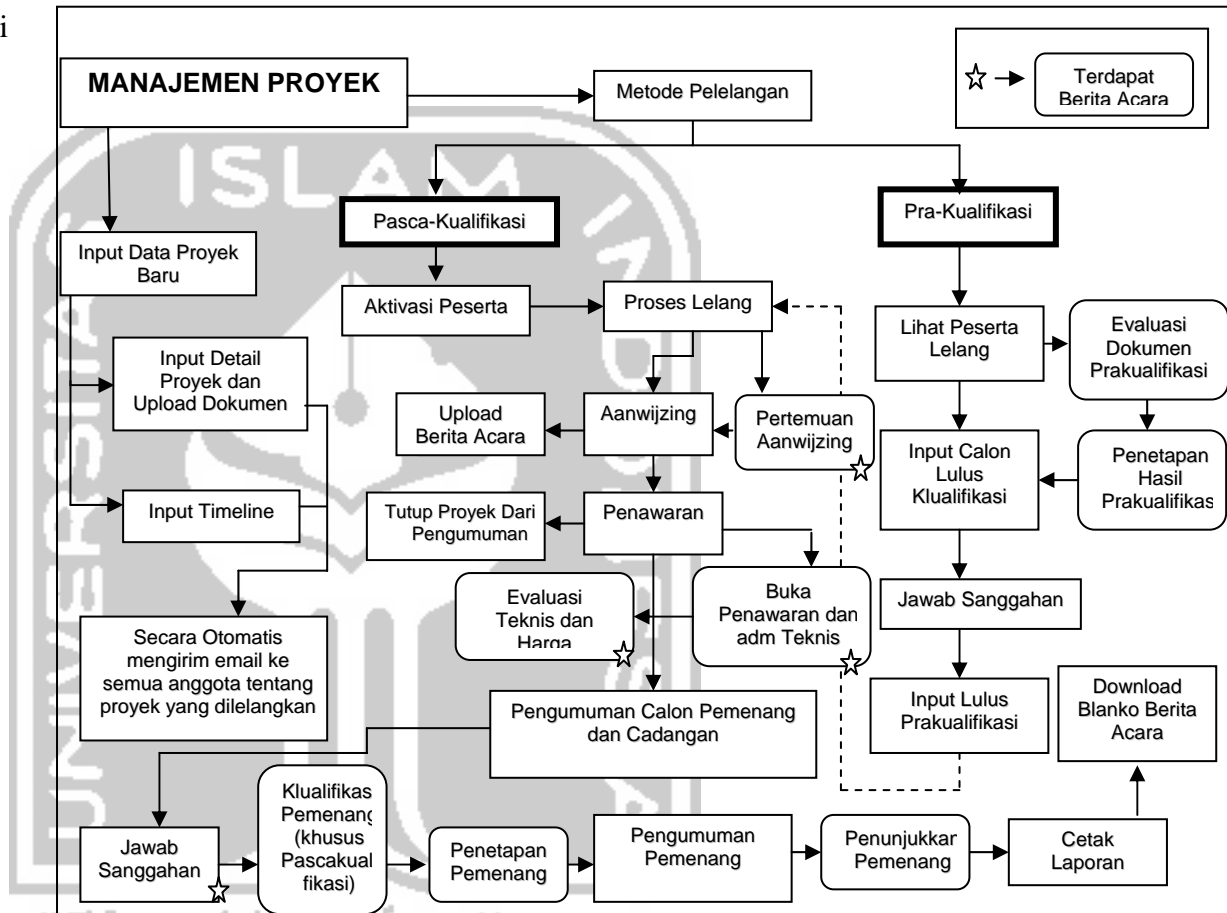 i
MANAJEMEN PROYEK
Metode Pelelangan
Terdapat
Berita Acara
Pasca-Kualifikasi
Pra-Kualifikasi
Input Data Proyek
Baru
Aktivasi Peserta
Proses Lelang
Lihat Peserta
Lelang
Evaluasi
Dokumen
Prakualifikasi
Input Detail
Proyek dan
Upload Dokumen
Upload
Berita Acara
Aanwijzing
Pertemuan
Aanwijzing
Input Calon
Lulus
Klualifikasi
Penetapan
Hasil
Prakualifikas
Input Timeline
Tutup Proyek Dari
Pengumuman
Penawaran
Evaluasi
Teknis dan
Harga
Buka
Penawaran dan
adm Teknis
Jawab Sanggahan
Secara Otomatis
mengirim email ke
semua anggota tentang
proyek yang dilelangkan
Pengumuman Calon Pemenang
dan Cadangan
Input Lulus
Prakualifikasi
Download
Blanko Berita
Acara
Jawab
Sanggahan
Klualifikas
Pemenang
(khusus
Pascakual
fikasi)
Penetapan
Pemenang
Pengumuman
Pemenang
Penunjukkan
Pemenang
Cetak
Laporan
UNIVERSITAS
ISLAM
INDONESIA